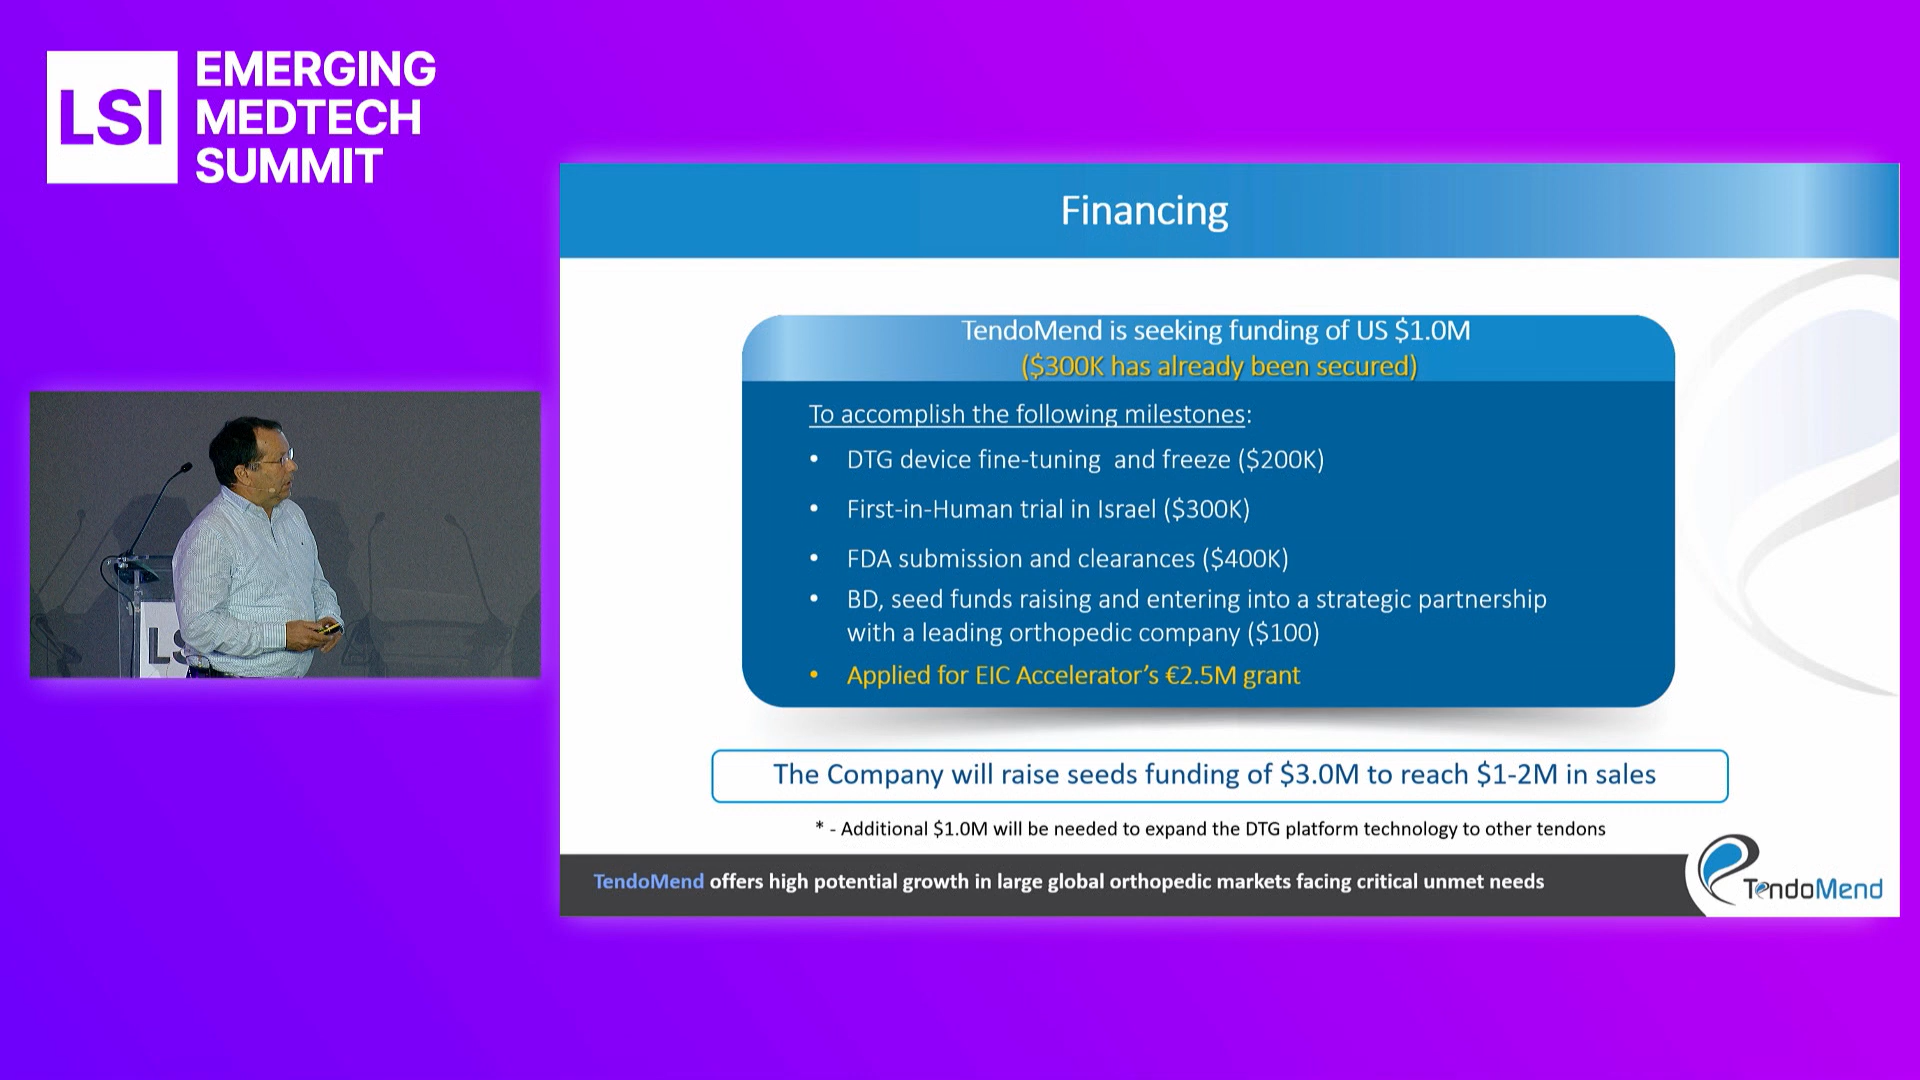 LSI
EMERGING
MEDTECH
SUMMIT
LS
Financing
TendoMend is seeking funding of US $1.0M
($300K has already been secured)
To accomplish the following milestones:
• DTG device fine-tuning and freeze ($200K)
• First-in-Human trial in Israel ($300K)
• FDA submission and clearances ($400K)
• BD, seed funds raising and entering into a strategic partnership
with a leading orthopedic company ($100)
• Applied for EIC Accelerator’s €2.5M grant
The Company will raise seeds funding of $3.0M to reach $1-2M in sales
* - Additional $1.0M will be needed to expand the DTG platform technology to other tendons
TendoMend offers high potential growth in large global orthopedic markets facing critical unmet needs
TendoMend